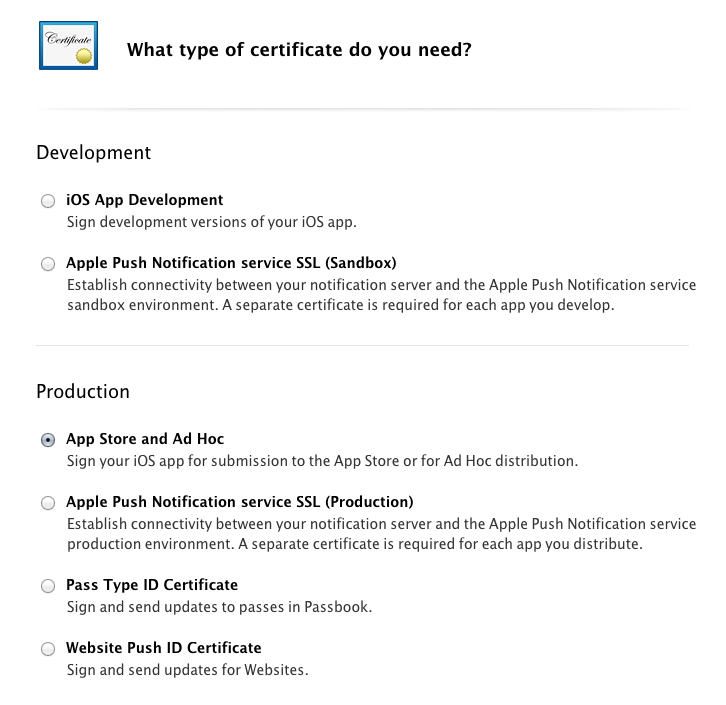 Certificate
What type of certificate do you need?
Development
iOS App Development
Sign development versions of your iOS app.
Apple Push Notification service SSL (Sandbox)
Establish connectivity between your notification server and the Apple Push Notification service
sandbox environment. A separate certificate is required for each app you develop.
Production
App Store and Ad Hoc
Sign your iOS app for submission to the App Store or for Ad Hoc distribution.
Apple Push Notification service SSL (Production)
Establish connectivity between your notification server and the Apple Push Notification service
production environment. A separate certificate is required for each app you distribute.
Pass Type ID Certificate
Sign and send updates to passes in Passbook.
Website Push ID Certificate
Sign and send updates for Websites.